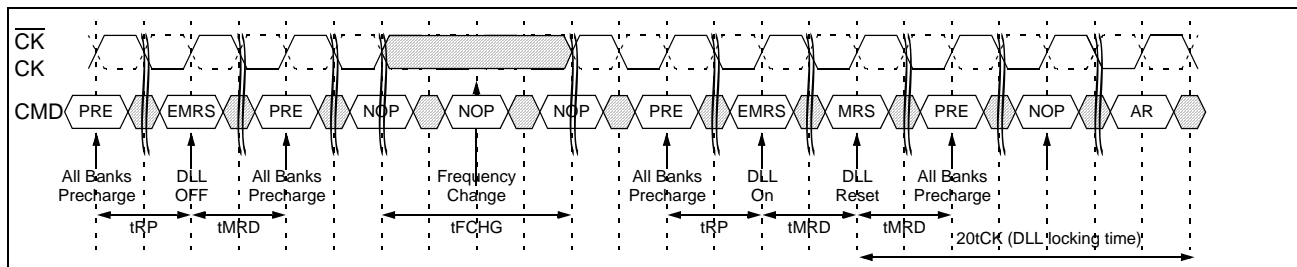 CK
CK
CMD PRE EMRS PRE NOP NOP NOP PRE EMRS MRS PRE NOP AR
All Banks DLL All Banks Frequency All Banks DLL DLL All Banks
Precharge OFF Precharge Change Precharge On Reset Precharge
tRP tMRD tFCHG tRP tMRD tMRD
20tCK (DLL locking time)